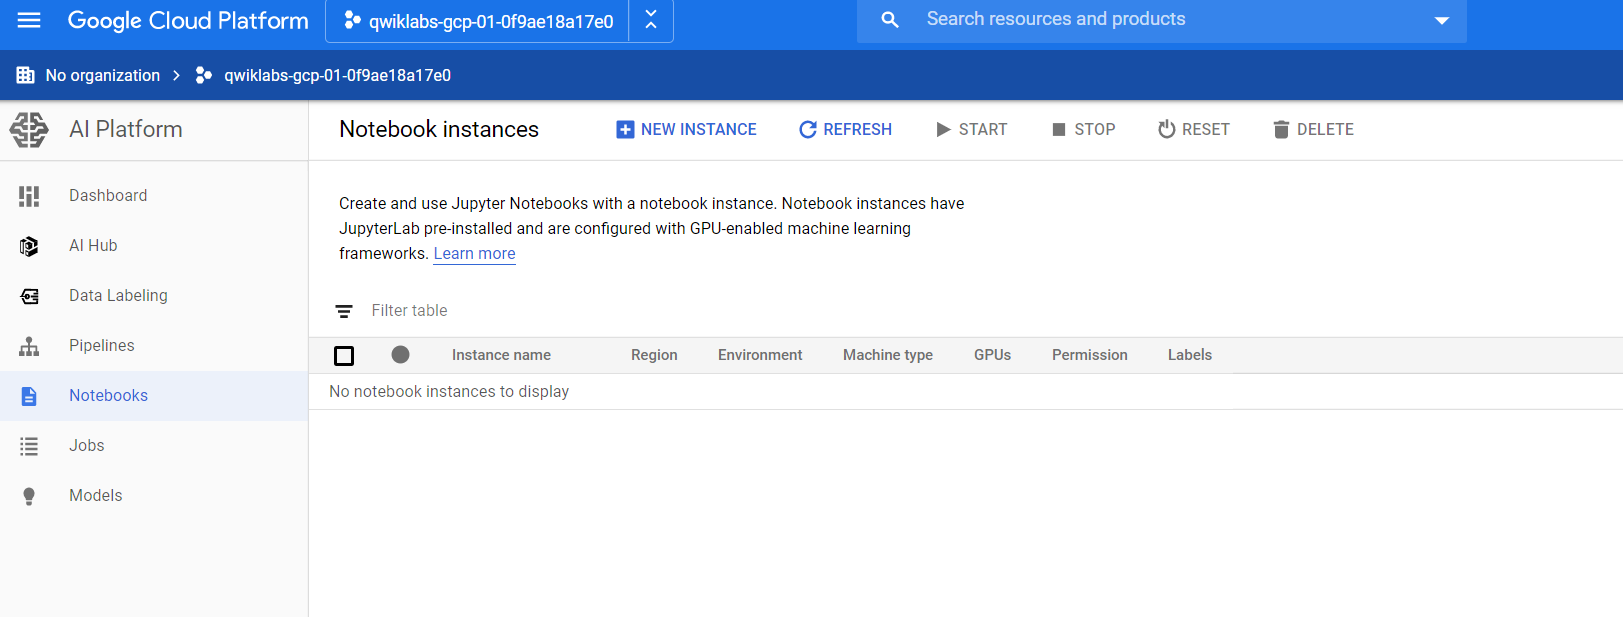 Google Cloud Platform
qwiklabs-gcp-01-0f9ae18a17e0
Search resources and products
No organization
qwiklabs-gcp-01-0f9ae18a17e0
AI Platform
Dashboard
AI Hub
Data Labeling
Pipelines
Notebooks
Jobs
Models
Notebook instances
NEW INSTANCE
REFRESH
START
STOP
RESET
DELETE
Create and use Jupyter Notebooks with a notebook instance. Notebook instances have
JupyterLab pre-installed and are configured with GPU-enabled machine learning
frameworks. Learn more
Filter table
Instance name Region Environment Machine type GPUs Permission Labels
No notebook instances to display